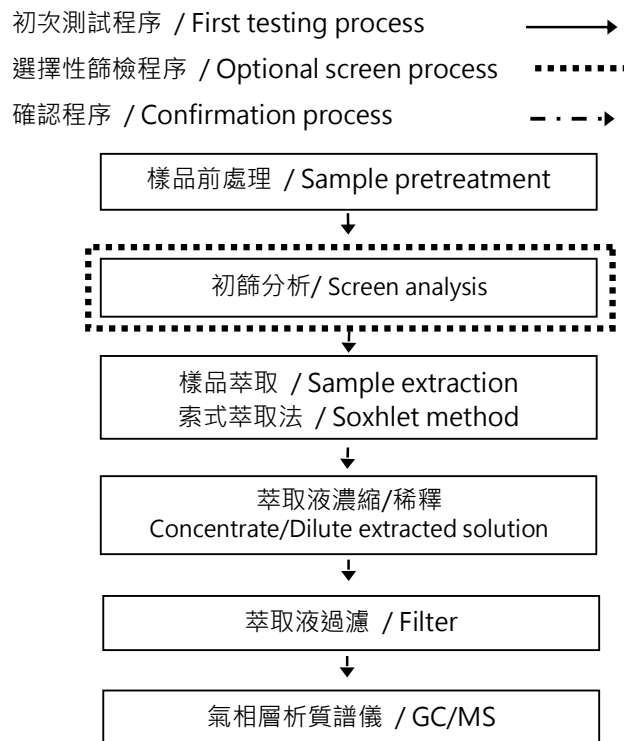 初次測試程序 / First testing process
選擇性篩檢程序 / Optional screen process
確認程序 / Confirmation process
樣品前處理 / Sample pretreatment
初篩分析/ Screen analysis
樣品萃取 / Sample extraction
索式萃取法 / Soxhlet method
萃取液濃縮/稀釋
Concentrate/Dilute extracted solution
萃取液過濾 / Filter
氣相層析質譜儀 / GC/MS